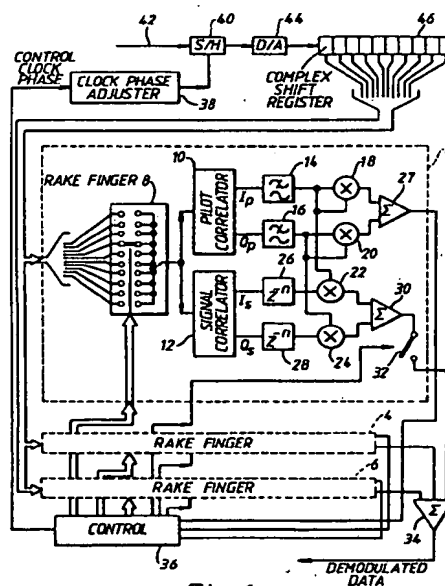 40
44
46
42
S/H
D/A
CONTROL
CLOCK
PHASE
CLOCK PHASE
ADJUSTER
38
COMPLEX
SHIFT
REGISTER
RAKE FINGER 8
10
PILOT
CORRELATOR
Ip
Qp
14
16
18
20
27
Σ
12
SIGNAL
CORRELATOR
Is
Qs
26
Z⁻ⁿ
28
Z⁻ⁿ
22
24
30
Σ
32
RAKE FINGER
4
RAKE FINGER
6
CONTROL
36
Σ
34
DEMODULATED
DATA